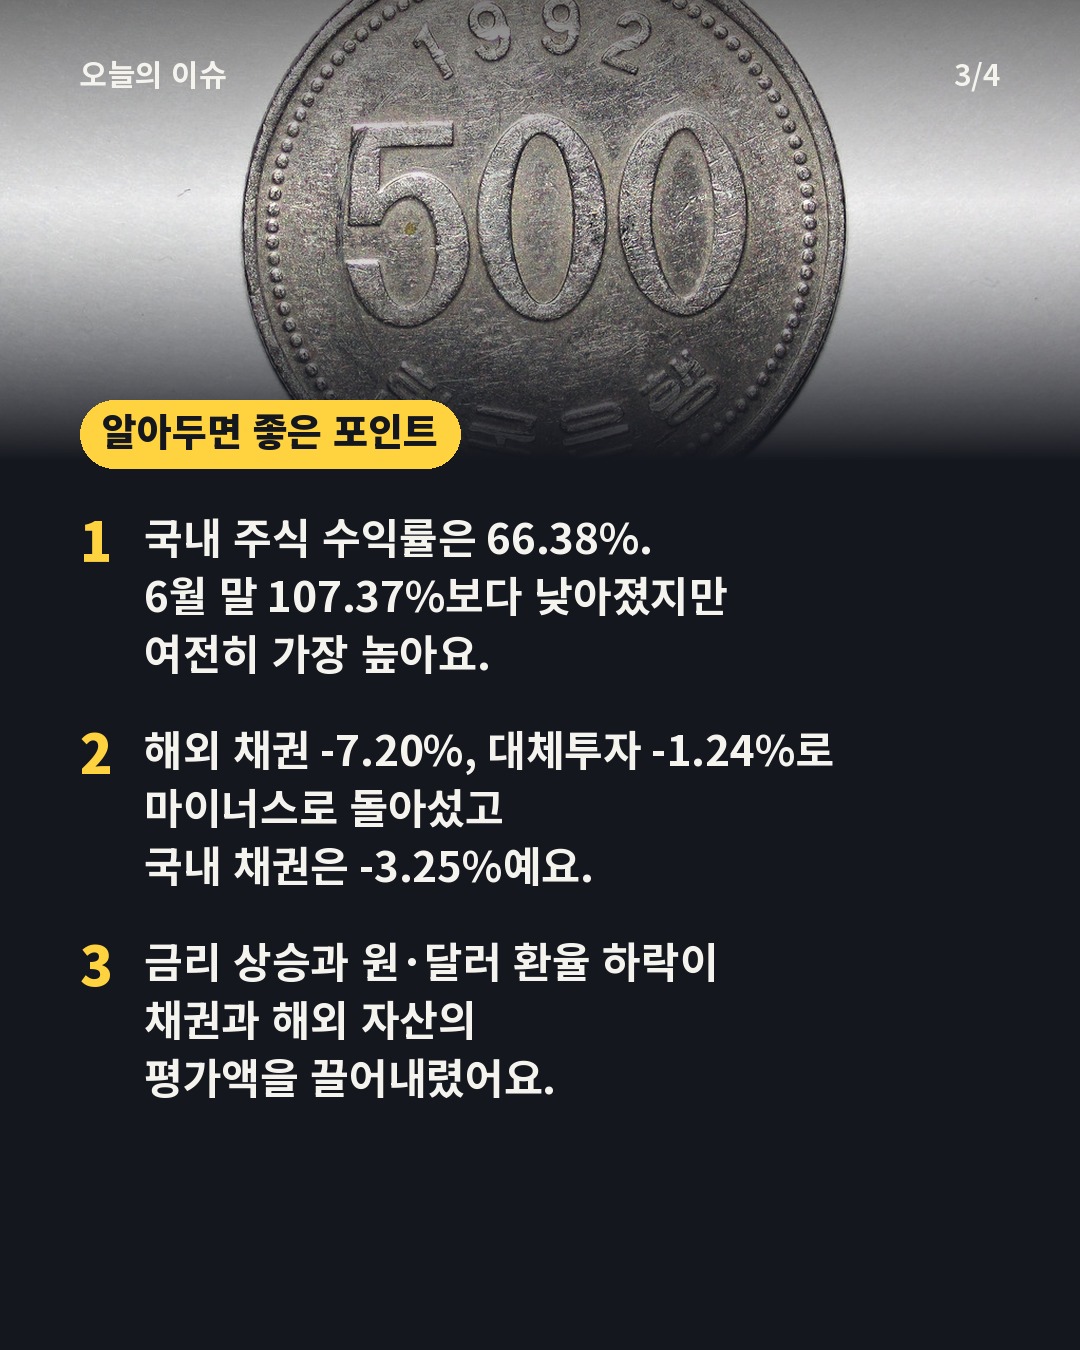 오늘의 이슈
3/4
1992
500
알아두면 좋은 포인트
1 국내 주식 수익률은 66.38%.
6월 말 107.37%보다 낮아졌지만
여전히 가장 높아요.
2 해외 채권 -7.20%, 대체투자 -1.24%로
마이너스로 돌아섰고
국내 채권은 -3.25%예요.
3 금리 상승과 원·달러 환율 하락이
채권과 해외 자산의
평가액을 끌어내렸어요.